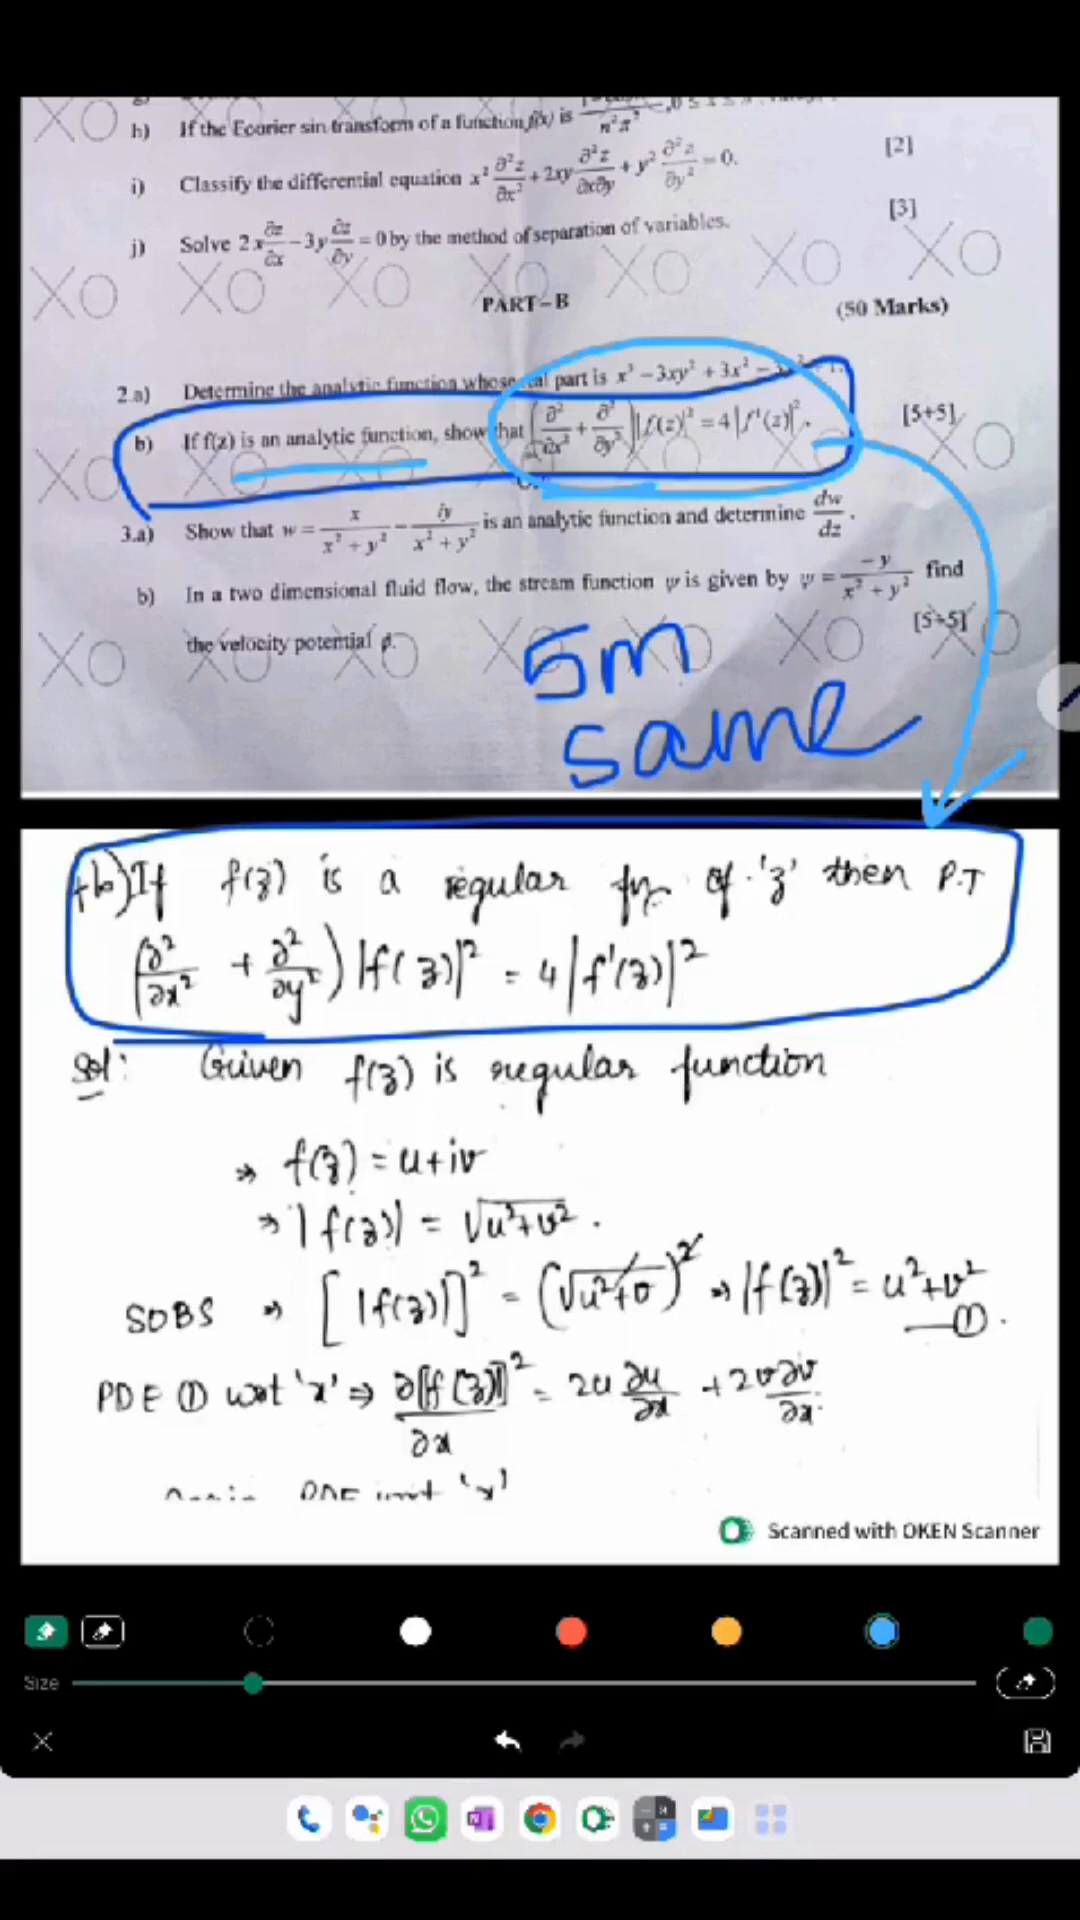 h) If the Fourier sin transform of a function f(x) is
i) Classify the differential equation x² ∂²z/∂x² + 2xy ∂²z/∂x∂y + y² ∂²z/∂y² = 0. [2]
j) Solve 2x ∂z/∂x − 3y ∂z/∂y = 0 by the method of separation of variables. [3]
PART – B
(50 Marks)
2.a) Determine the analytic function whose real part is x³ − 3xy² + 3x² −
b) If f(z) is an analytic function, show that (∂²/∂x² + ∂²/∂y²)|f(z)|² = 4|f'(z)|². [5+5]
3.a) Show that w = x/(x² + y²) − iy/(x² + y²) is an analytic function and determine dw/dz.
b) In a two dimensional fluid flow, the stream function ψ is given by ψ = −y/(x² + y²) find
the velocity potential φ. [5+5]
5m
same
b) If f(z) is a regular fn of 'z' then P.T
(∂²/∂x² + ∂²/∂y²) |f(z)|² = 4|f'(z)|²
Sol: Given f(z) is regular function
⇒ f(z) = u+iv
⇒ |f(z)| = √u²+v².
SOBS ⇒ [|f(z)|]² = (√u²+v²)² ⇒ |f(z)|² = u²+v² —①.
PDE ① wrt 'x' ⇒ ∂[|f(z)|]²/∂x = 2u ∂u/∂x + 2v ∂v/∂x.
Again PDE wrt 'x'
Scanned with OKEN Scanner
Size